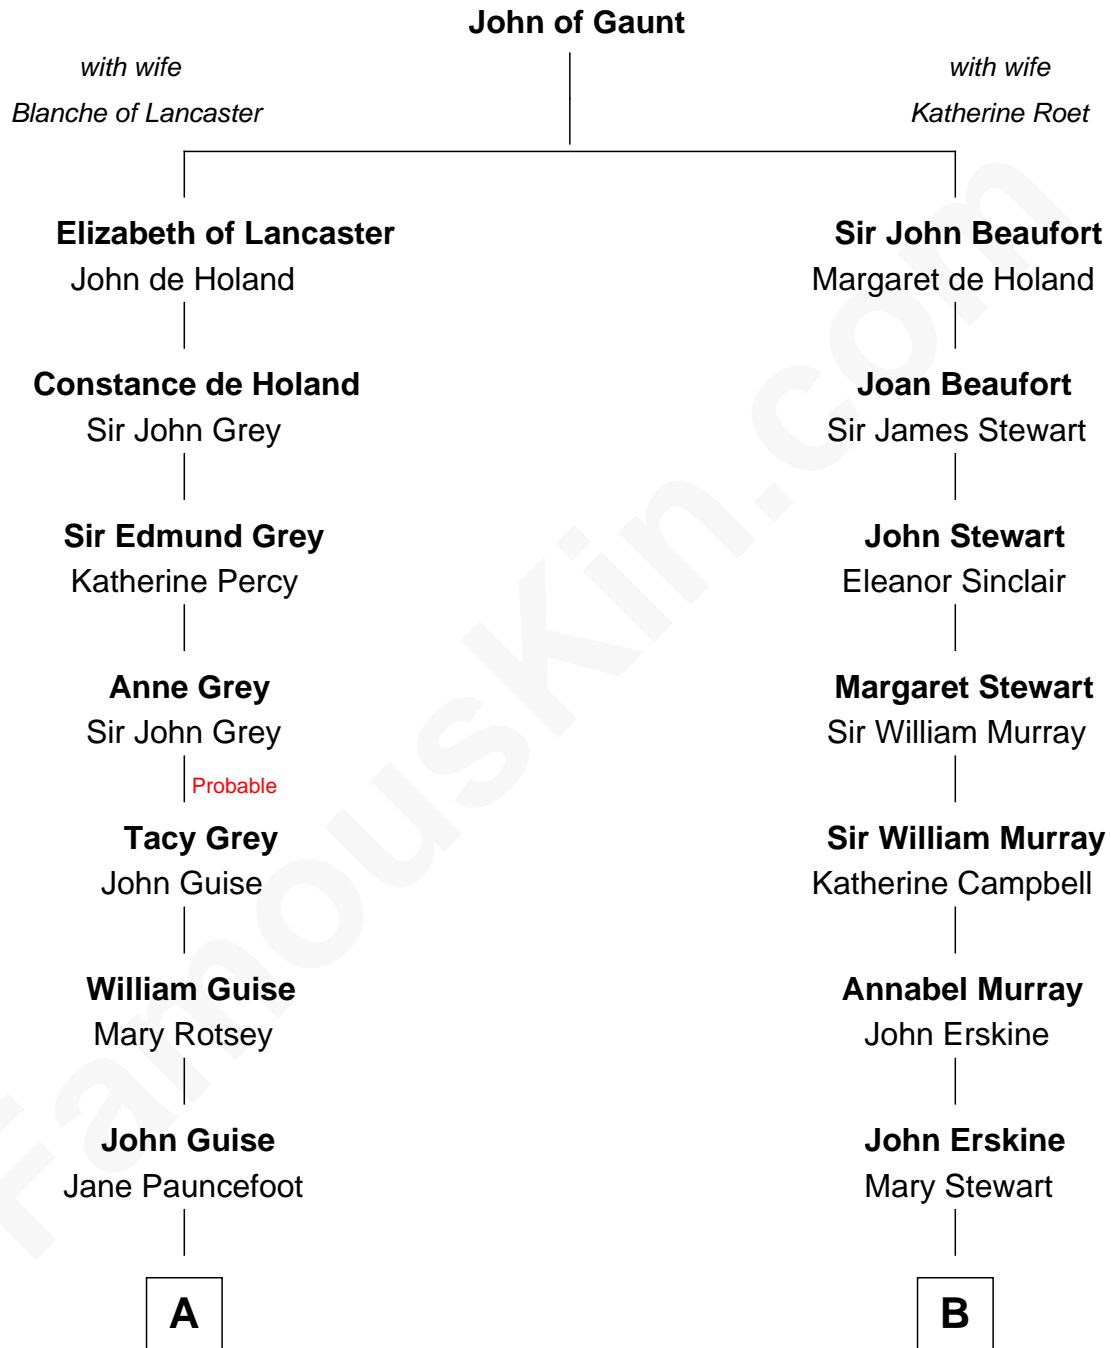 John of Gaunt
with wife
Blanche of Lancaster
with wife
Katherine Roet
Elizabeth of Lancaster
John de Holand
Sir John Beaufort
Margaret de Holand
Constance de Holand
Sir John Grey
Joan Beaufort
Sir James Stewart
Sir Edmund Grey
Katherine Percy
John Stewart
Eleanor Sinclair
Anne Grey
Sir John Grey
Margaret Stewart
Sir William Murray
Probable
Tacy Grey
John Guise
Sir William Murray
Katherine Campbell
William Guise
Mary Rotsey
Annabel Murray
John Erskine
John Guise
Jane Pauncefoot
John Erskine
Mary Stewart
A
B
FamousKin.com